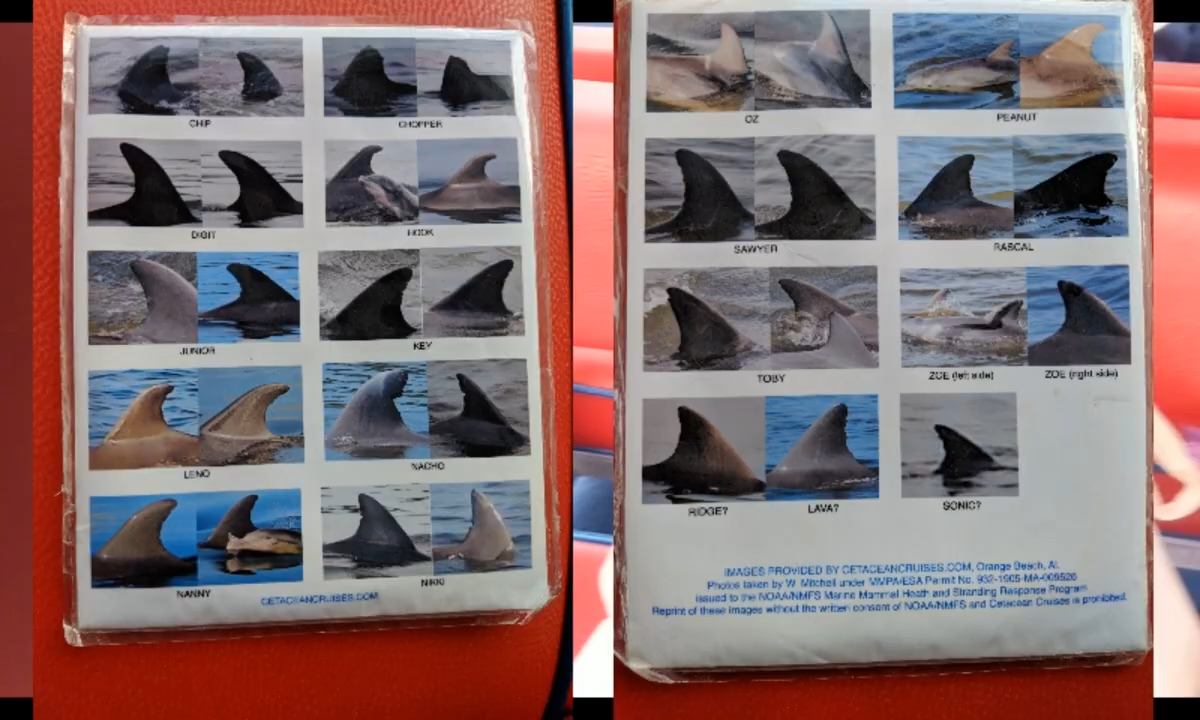 CHIP
CHOPPER
DIGIT
HOOK
JUNIOR
KEY
LENO
NACHO
NANNY
NIKKI
CETACEANCRUISES.COM
OZ
PEANUT
SAWYER
RASCAL
TOBY
ZOE (left side)
ZOE (right side)
RIDGE?
LAVA?
SONIC?
IMAGES PROVIDED BY CETACEANCRUISES.COM, Orange Beach, Al.
Photos taken by W. Mitchell under MMPA/ESA Permit No. 932-1905-MA-009526
issued to the NOAA/NMFS Marine Mammal Heath and Stranding Response Program
Reprint of these images without the written consent of NOAA/NMFS and Cetacean Cruises is prohibited.